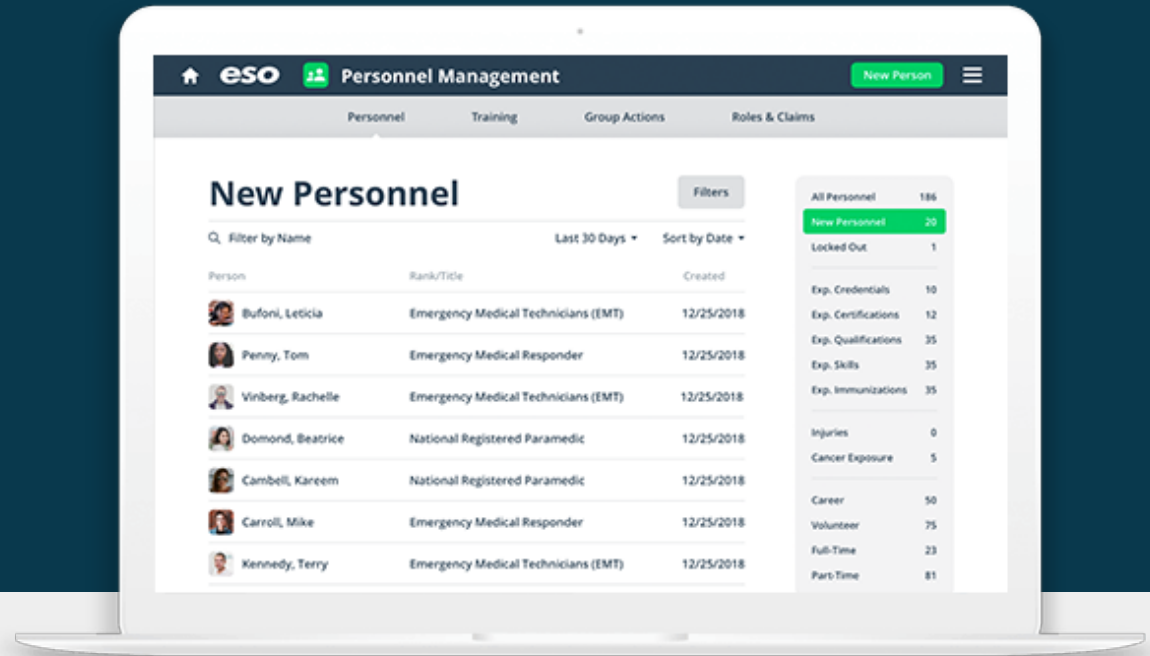 eso Personnel Management New Person
Personnel Training Group Actions Roles & Claims
New Personnel Filters
Filter by Name Last 30 Days Sort by Date
Person Rank/Title Created
Bufoni, Leticia Emergency Medical Technicians (EMT) 12/25/2018
Penny, Tom Emergency Medical Responder 12/25/2018
Vinberg, Rachelle Emergency Medical Technicians (EMT) 12/25/2018
Domond, Beatrice National Registered Paramedic 12/25/2018
Cambell, Kareem National Registered Paramedic 12/25/2018
Carroll, Mike Emergency Medical Responder 12/25/2018
Kennedy, Terry Emergency Medical Technicians (EMT) 12/25/2018
All Personnel 186
New Personnel 20
Locked Out 1
Exp. Credentials 10
Exp. Certifications 12
Exp. Qualifications 35
Exp. Skills 35
Exp. Immunizations 35
Injuries 0
Cancer Exposure 5
Career 50
Volunteer 75
Full-Time 23
Part-Time 81